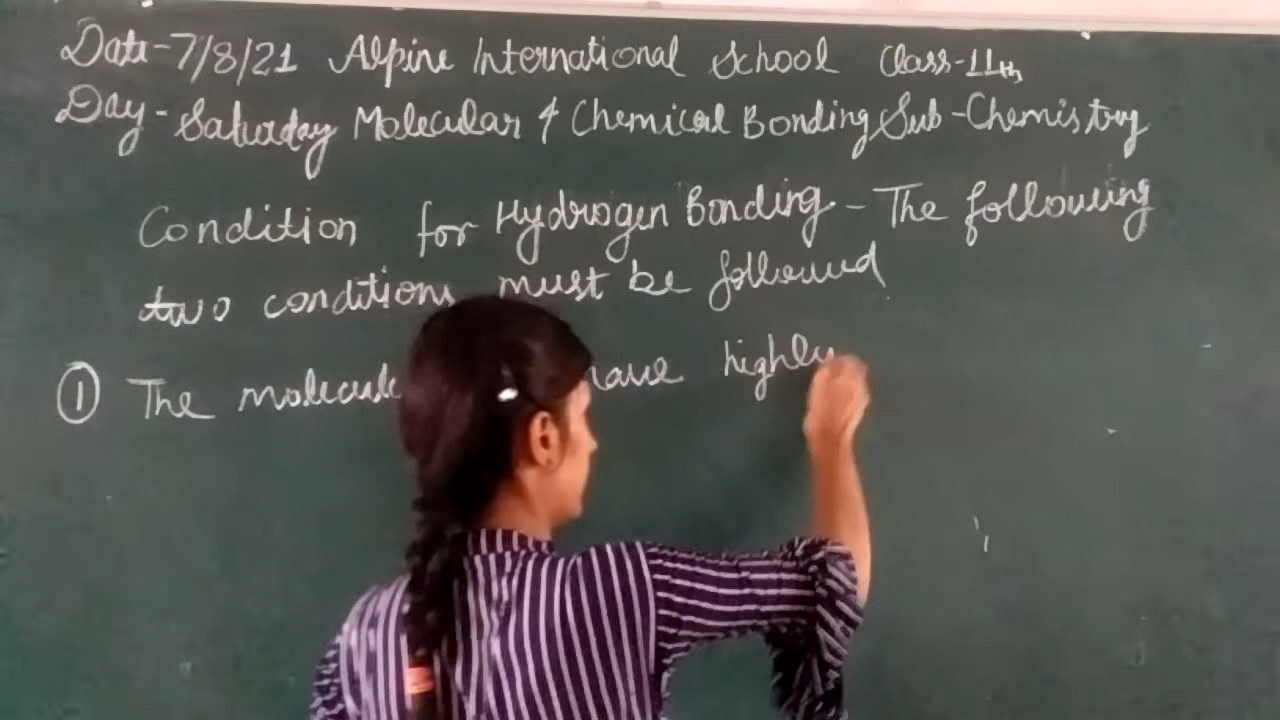 Date-7/8/21 Alpine International School Class-11th
Day-Saturday Molecular & Chemical Bonding Sub-Chemistry
Condition for Hydrogen Bonding - The following
two conditions must be followed
① The molecule have highly